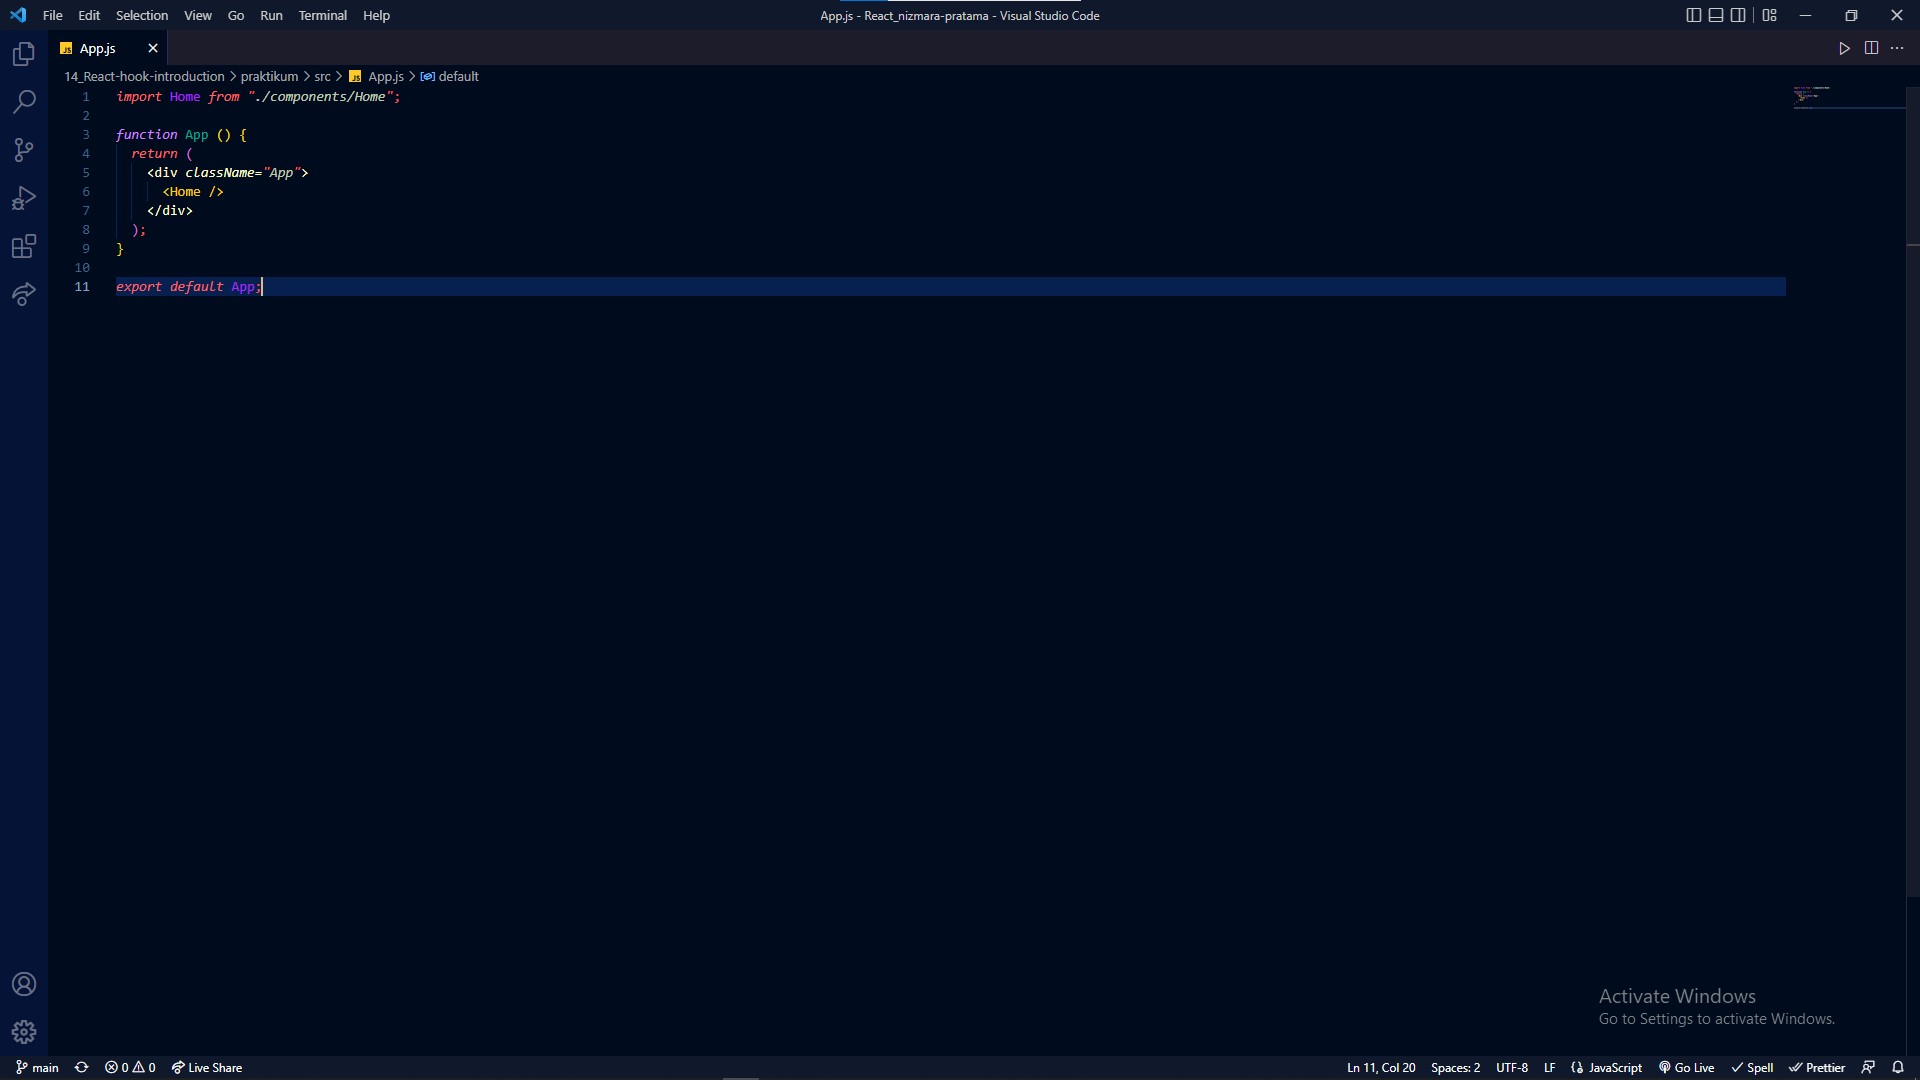 File Edit Selection View Go Run Terminal Help
App.js - React_nizmara-pratama - Visual Studio Code
JS App.js
14_React-hook-introduction > praktikum > src > JS App.js > default
1 import Home from "./components/Home";
2
3 function App () {
4   return (
5     <div className="App">
6       <Home />
7     </div>
8   );
9 }
10
11 export default App;
Activate Windows
Go to Settings to activate Windows.
main 0 0 Live Share Ln 11, Col 20 Spaces: 2 UTF-8 LF JavaScript Go Live Spell Prettier